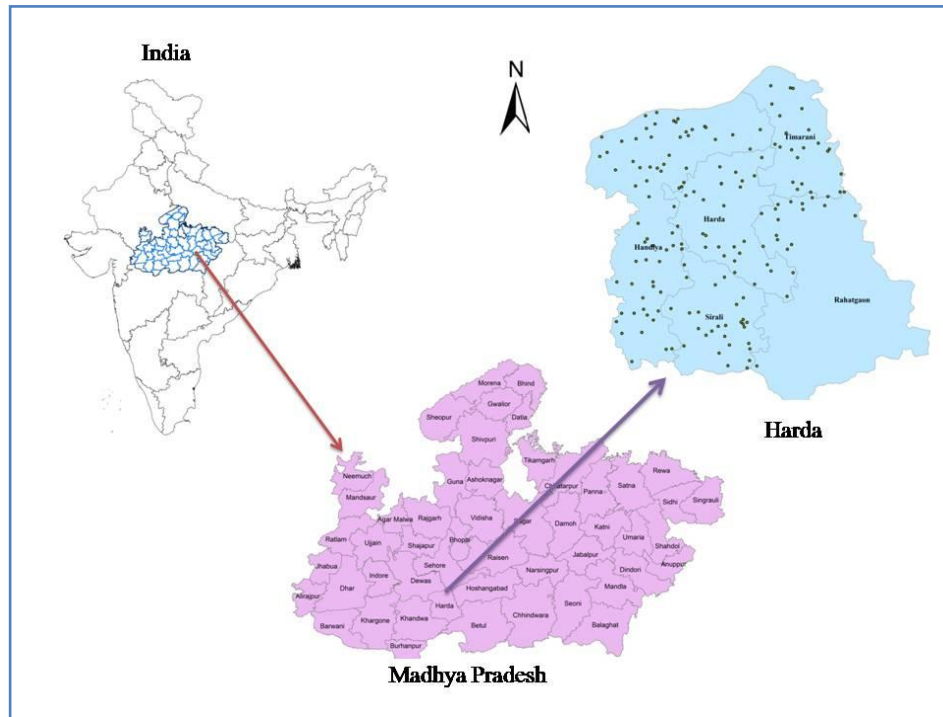 India
N
Timarani
Harda
Handiya
Rahatgaun
Sirali
Harda
Morena
Bhind
Gwalior
Sheopur
Datia
Shivpuri
Tikamgarh
Neemuch
Guna
Ashoknagar
Chhatarpur
Panna
Satna
Rewa
Mandsaur
Sidhi
Singrauli
Agar Malwa
Rajgarh
Vidisha
Sagar
Damoh
Katni
Ratlam
Ujjain
Shajapur
Bhopal
Umaria
Shahdol
Jhabua
Sehore
Raisen
Jabalpur
Anuppur
Indore
Dewas
Narsingpur
Dindori
Alirajpur
Dhar
Hoshangabad
Mandla
Harda
Seoni
Barwani
Khargone
Khandwa
Betul
Chhindwara
Balaghat
Burhanpur
Madhya Pradesh